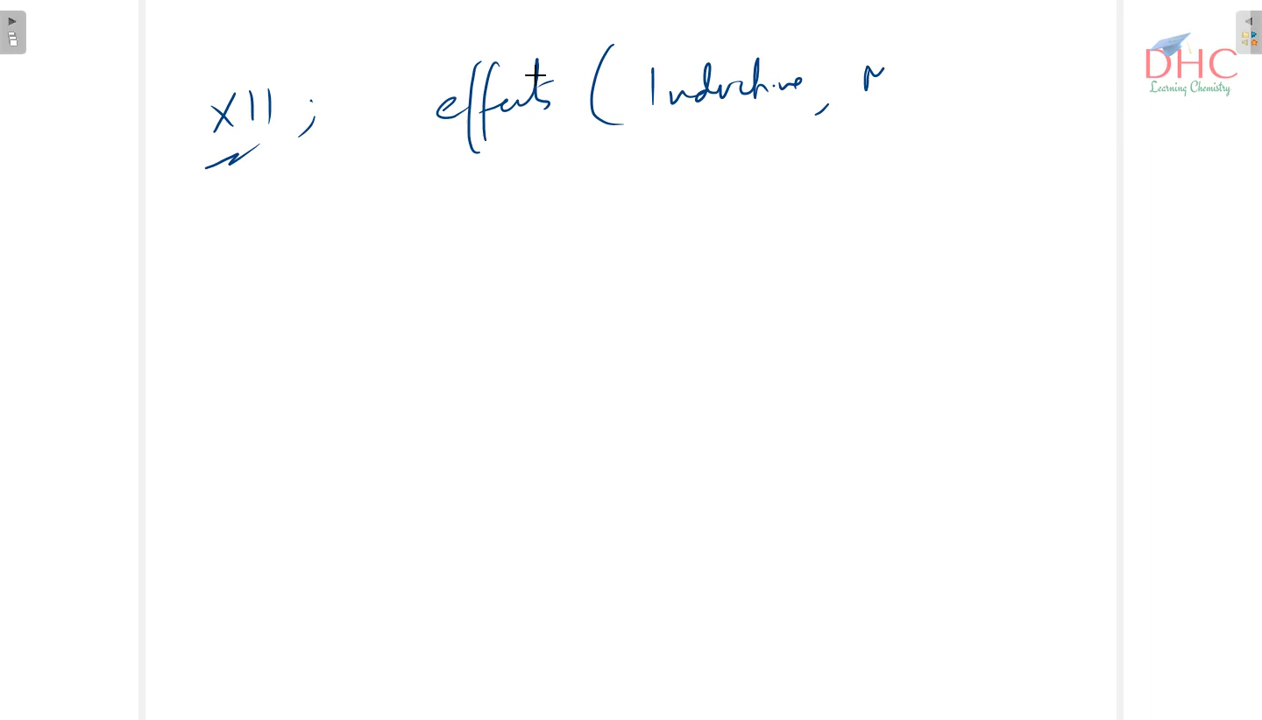 XII ; effects ( Inductive,
DHC
Learning Chemistry